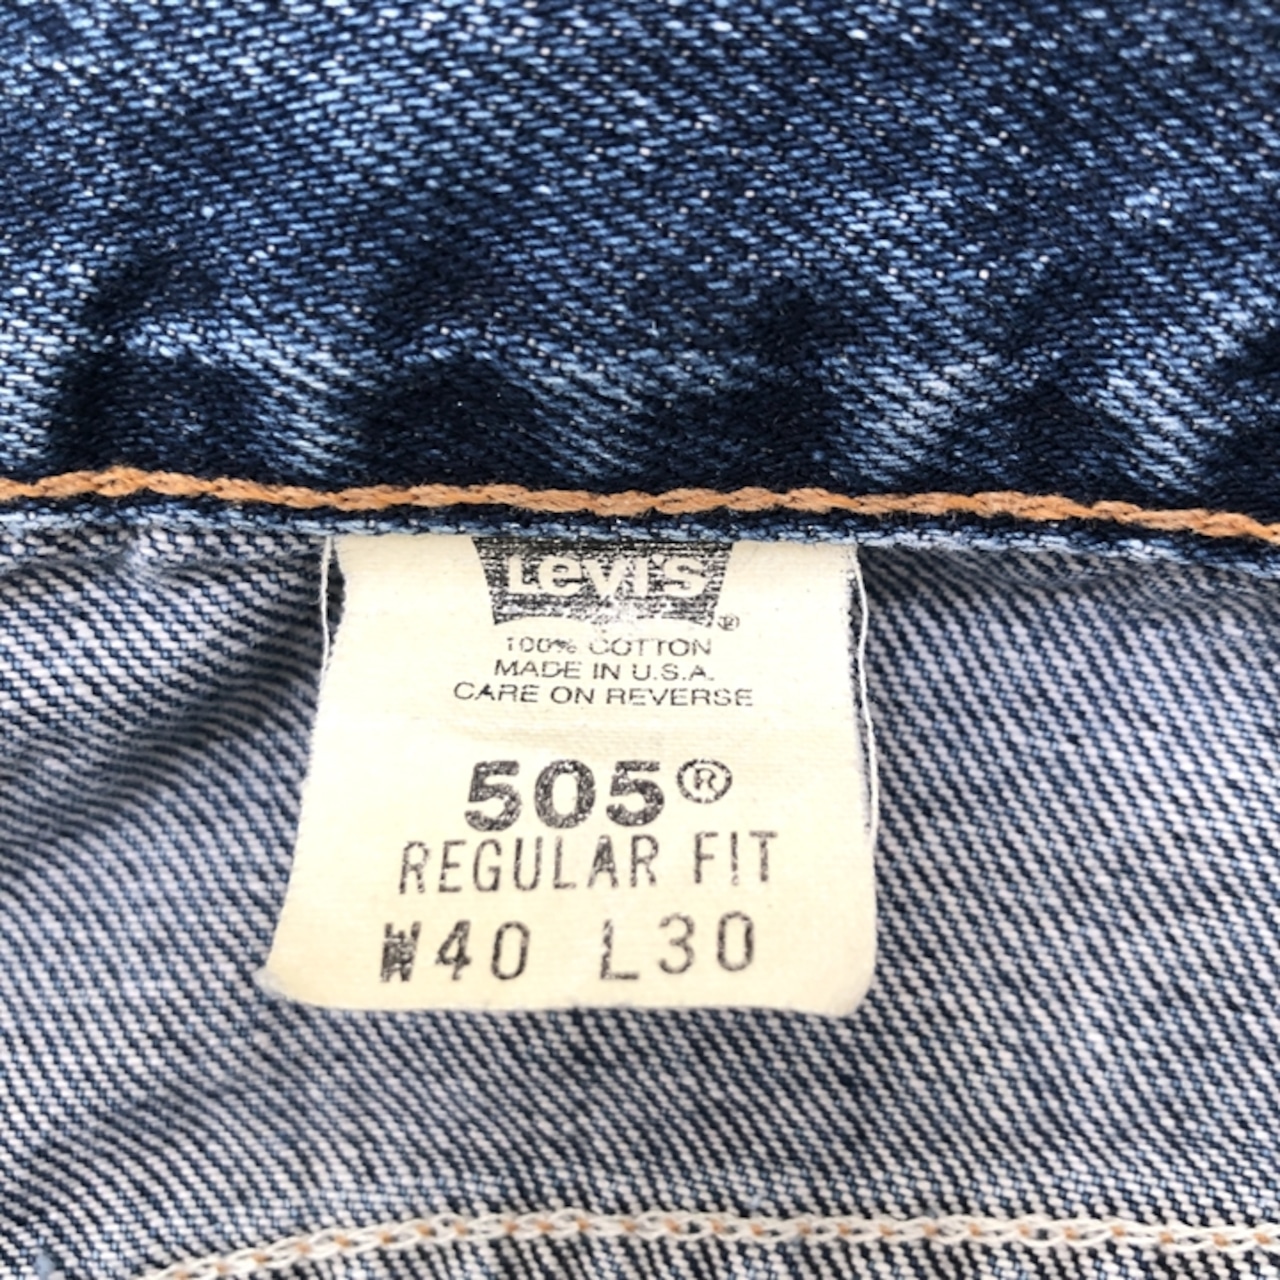 Levi's®
100% COTTON
MADE IN U.S.A.
CARE ON REVERSE
505®
REGULAR FIT
W40 L30